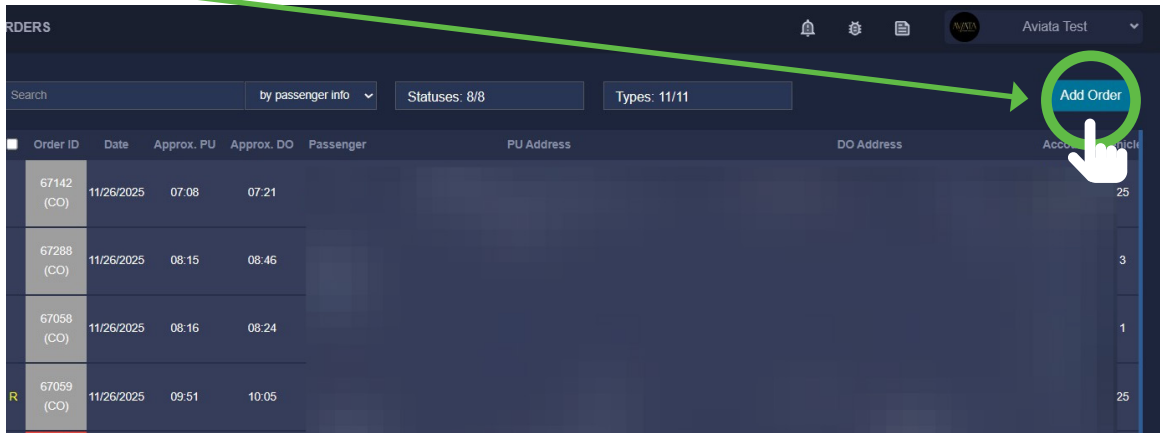 RDERS
Aviata Test
Search by passenger info Statuses: 8/8 Types: 11/11 Add Order
Order ID Date Approx. PU Approx. DO Passenger PU Address DO Address Acco hicle
67142
(CO) 11/26/2025 07:08 07:21 25
67288
(CO) 11/26/2025 08:15 08:46 3
67058
(CO) 11/26/2025 08:16 08:24 1
R 67059
(CO) 11/26/2025 09:51 10:05 25